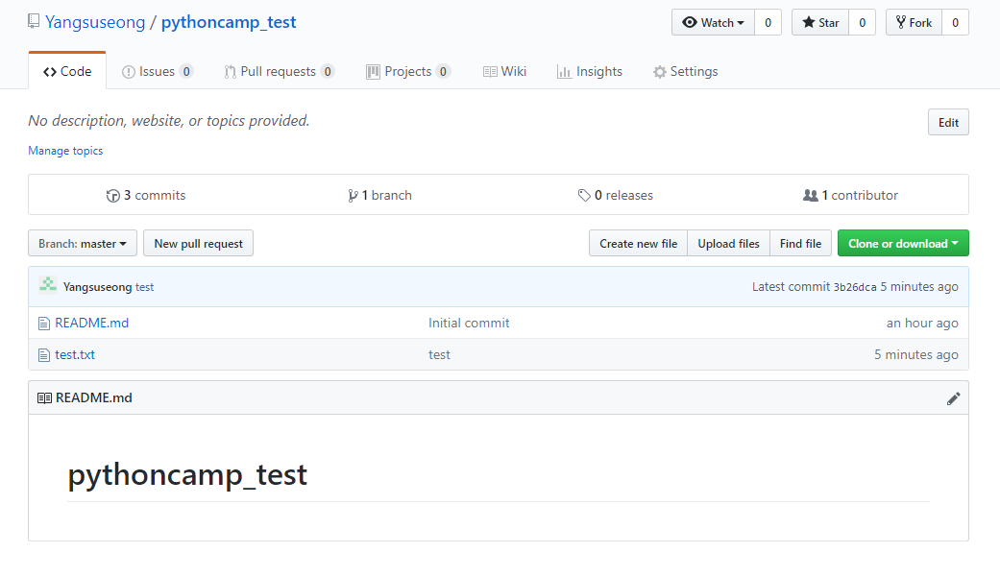 Yangsuseong / pythoncamp_test Watch 0 Star 0 Fork 0
Code Issues 0 Pull requests 0 Projects 0 Wiki Insights Settings
No description, website, or topics provided. Edit
Manage topics
3 commits 1 branch 0 releases 1 contributor
Branch: master New pull request Create new file Upload files Find file Clone or download
Yangsuseong test Latest commit 3b26dca 5 minutes ago
README.md Initial commit an hour ago
test.txt test 5 minutes ago
README.md
pythoncamp_test